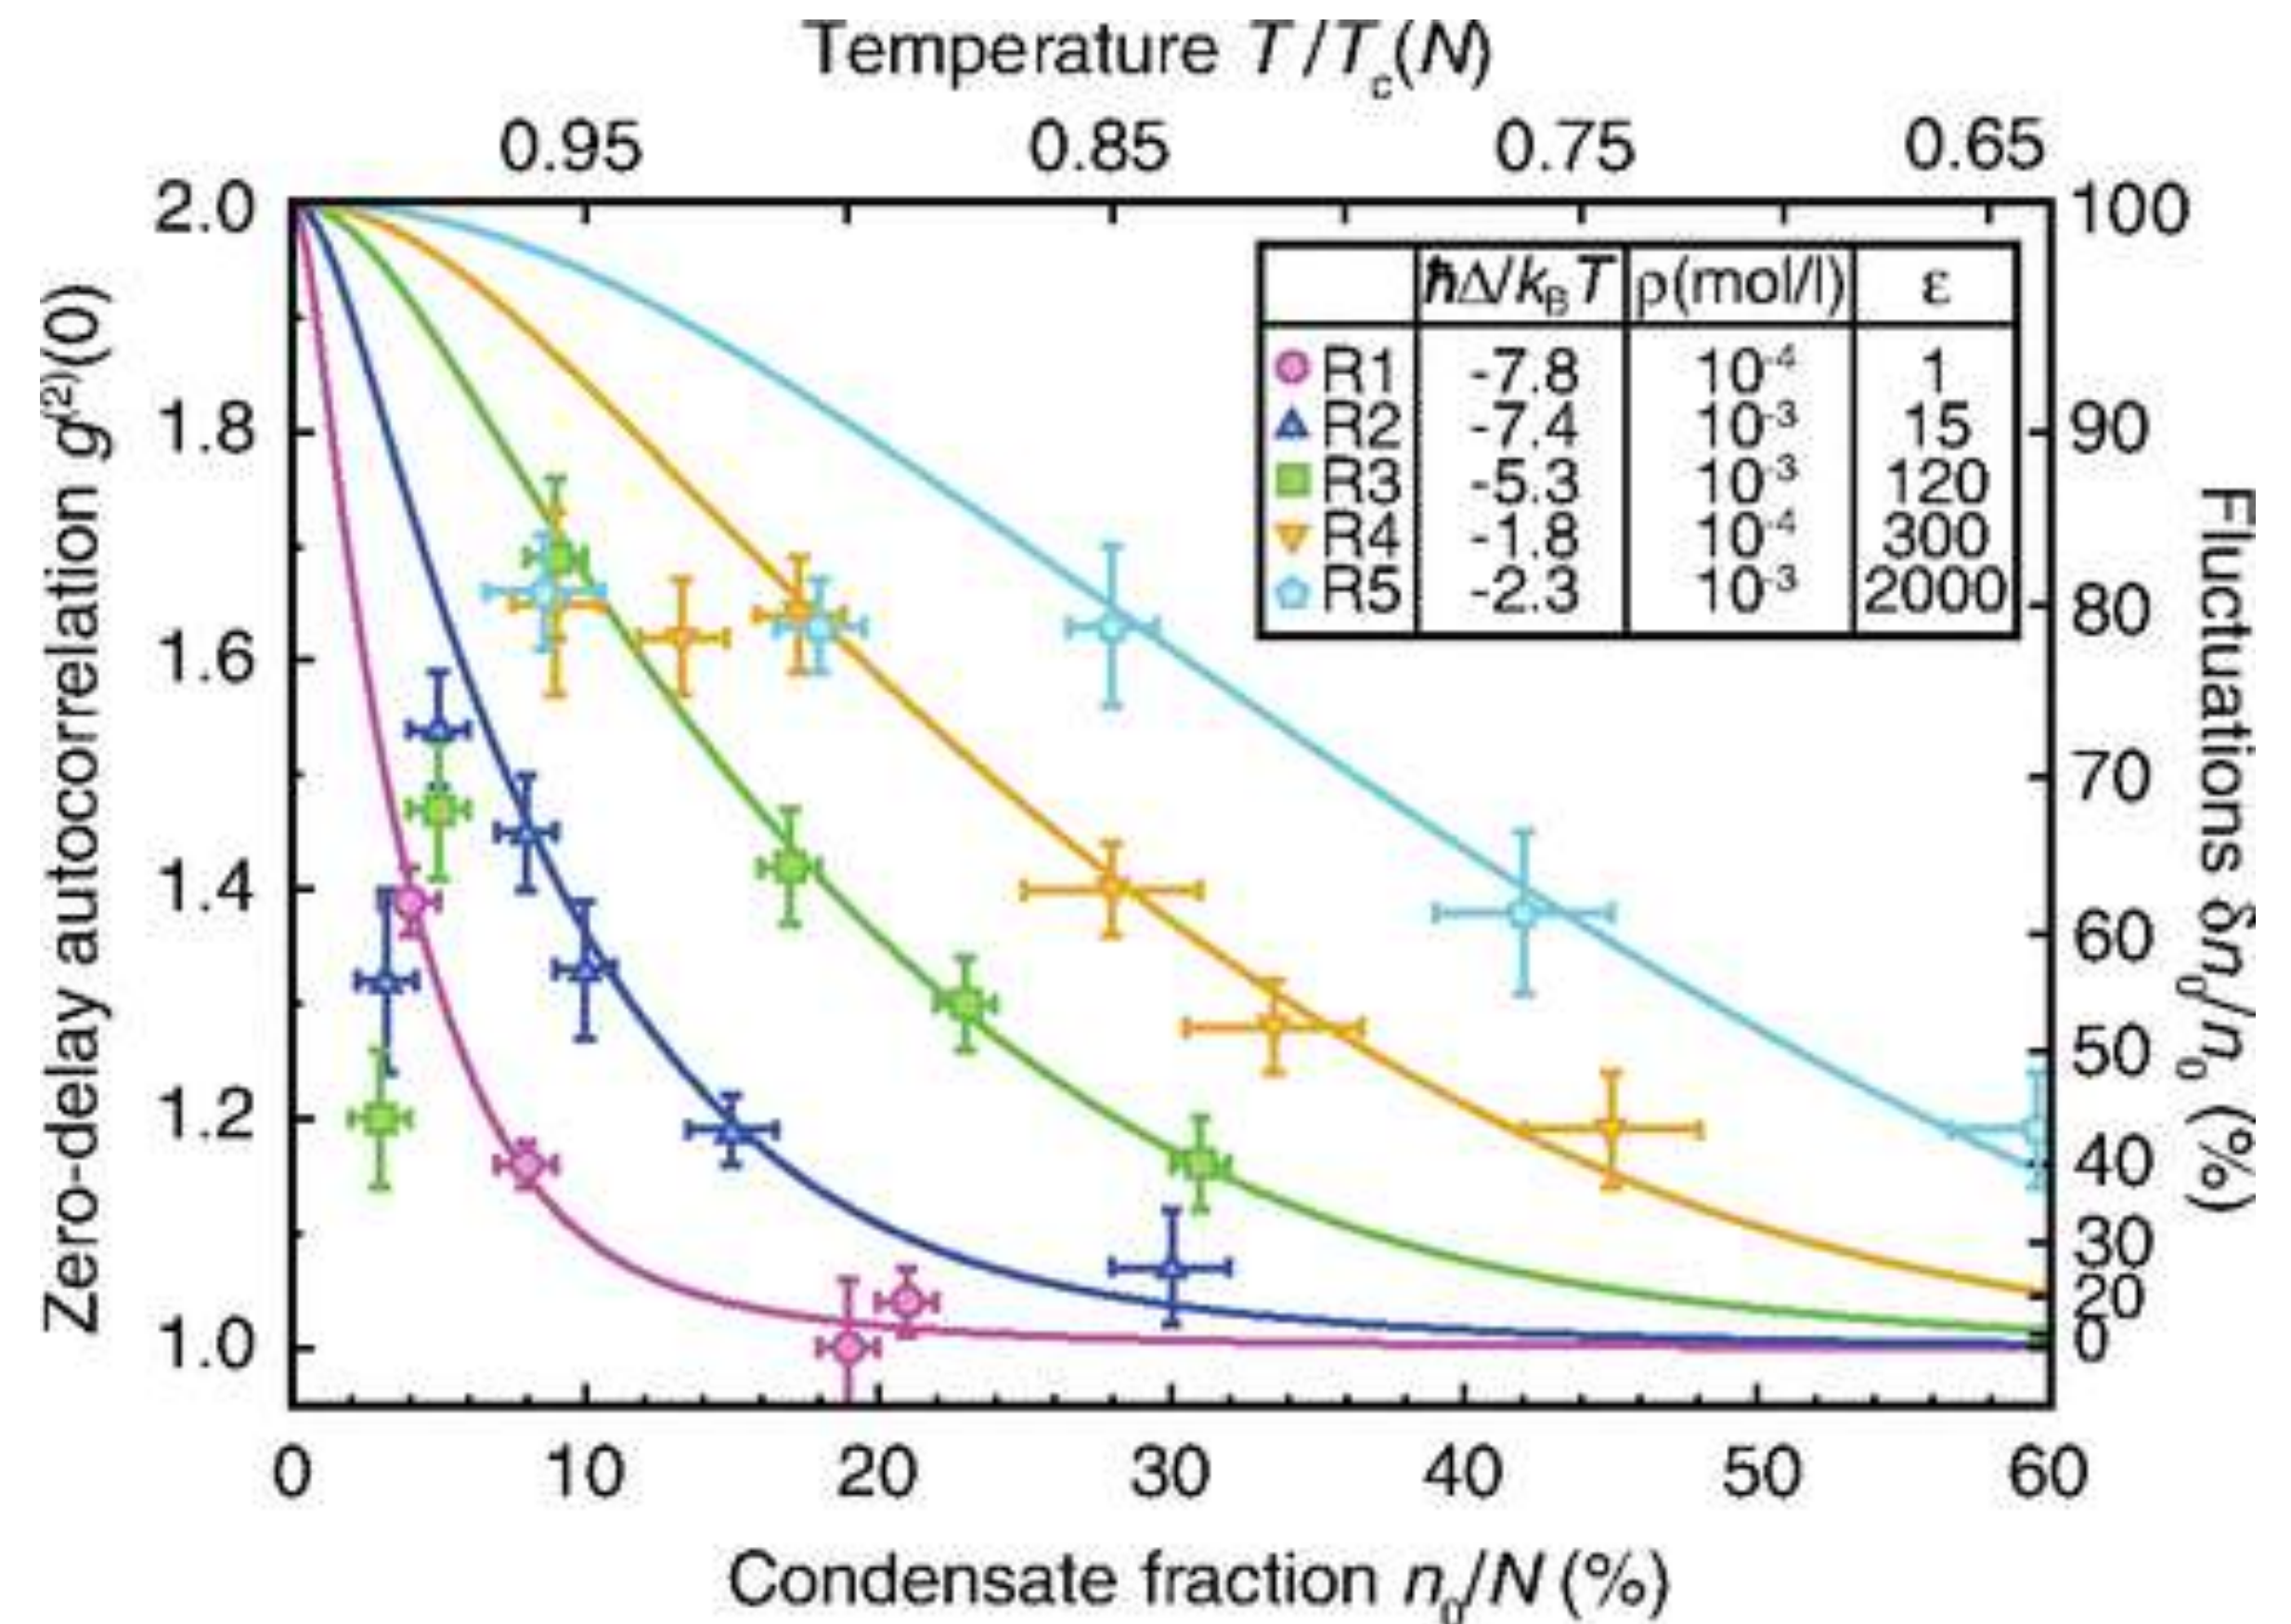 Temperature T/Tc(N)
0.95 0.85 0.75 0.65
2.0
1.8
1.6
1.4
1.2
1.0
Zero-delay autocorrelation g⁽²⁾(0)
ħΔ/kBT ρ(mol/l) ε
R1 -7.8 10⁻⁴ 1
R2 -7.4 10⁻³ 15
R3 -5.3 10⁻³ 120
R4 -1.8 10⁻⁴ 300
R5 -2.3 10⁻³ 2000
100
90
80
70
60
50
40
30
20
0
Fluctuations δn₀/n₀ (%)
0 10 20 30 40 50 60
Condensate fraction n₀/N (%)